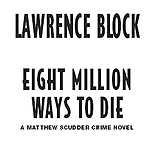 LAWRENCE BLOCK
EIGHT MILLION
WAYS TO DIE
A MATTHEW SCUDDER CRIME NOVEL